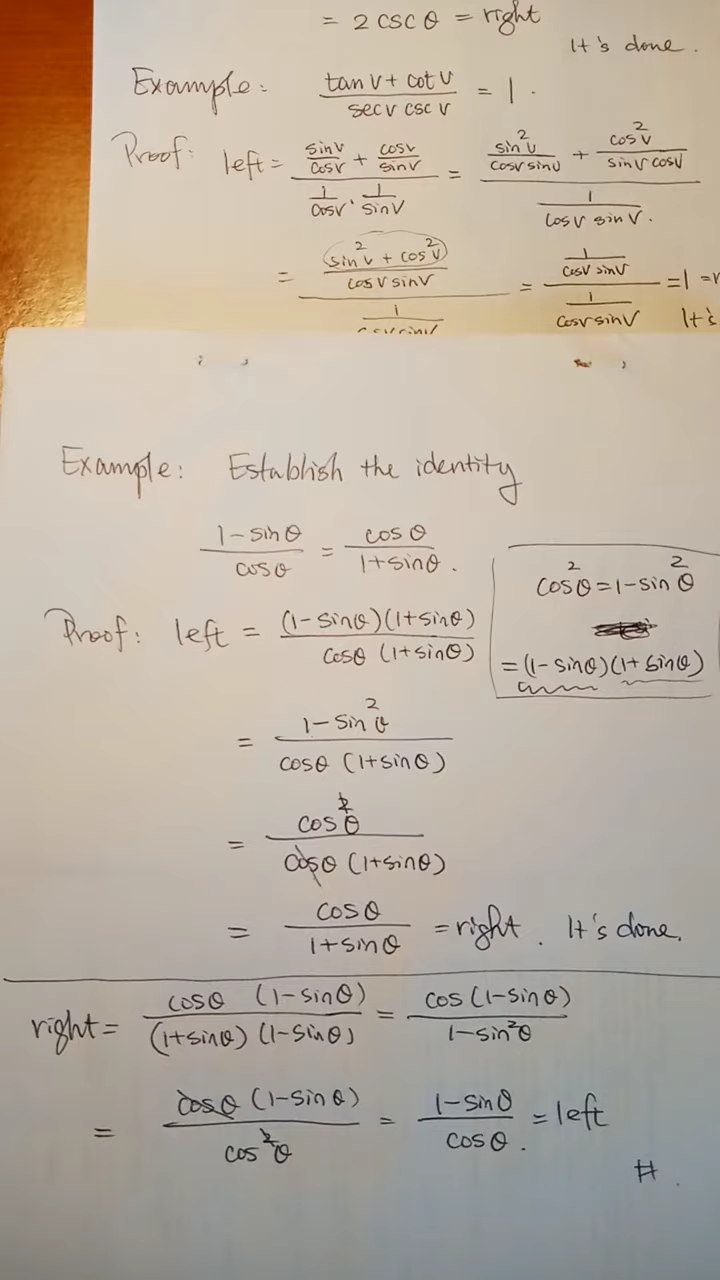 = 2 csc θ = right
It's done.
Example: (tan v + cot v)/(sec v csc v) = 1.
Proof: left = (sin v/cos v + cos v/sin v)/(1/cos v · 1/sin v) = (sin²v/(cos v sin v) + cos²v/(sin v cos v))/(1/(cos v sin v)).
= ((sin²v + cos²v)/(cos v sin v))/(1/(cos v sin v)) = (1/(cos v sin v))/(1/(cos v sin v)) = 1 =
It's
Example: Establish the identity
(1 - sin θ)/cos θ = cos θ/(1 + sin θ).
cos²θ = 1 - sin²θ
= (1 - sin θ)(1 + sin θ)
Proof: left = (1 - sin θ)(1 + sin θ)/(cos θ (1 + sin θ))
= (1 - sin²θ)/(cos θ (1 + sin θ))
= cos²θ/(cos θ (1 + sin θ))
= cos θ/(1 + sin θ) = right. It's done.
right = cos θ (1 - sin θ)/((1 + sin θ)(1 - sin θ)) = cos (1 - sin θ)/(1 - sin²θ)
= cos θ (1 - sin θ)/cos²θ = (1 - sin θ)/cos θ. = left
#.